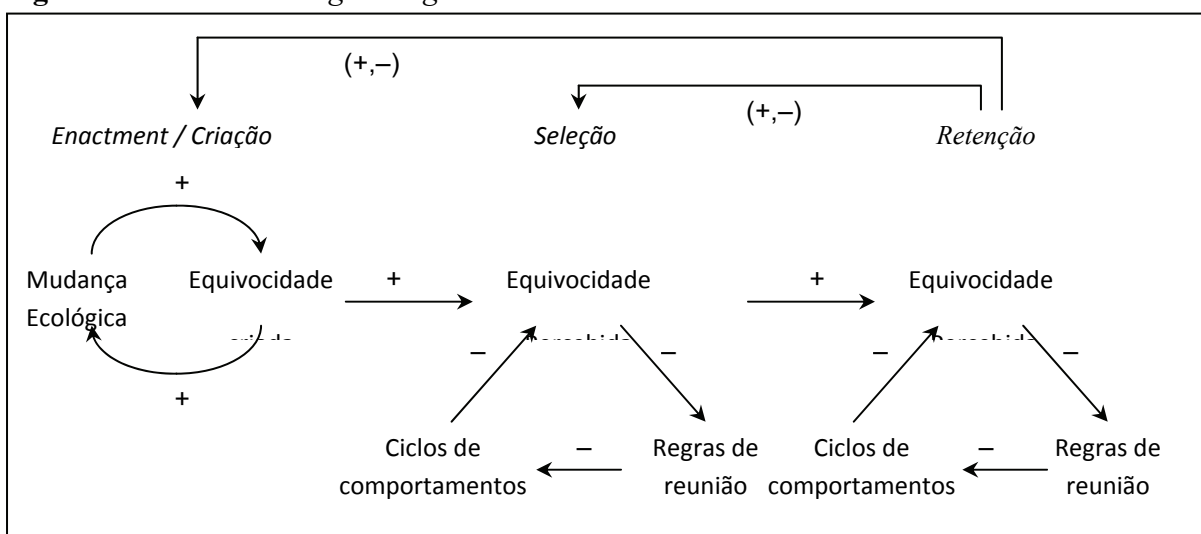 (+,–)
(+,–)
Enactment / Criação
Seleção
Retenção
+
Mudança
Ecológica
Equivocidade
+
Equivocidade
+
Equivocidade
+
–
–
–
–
Ciclos de
comportamentos
–
Regras de
reunião
Ciclos de
comportamentos
–
Regras de
reunião